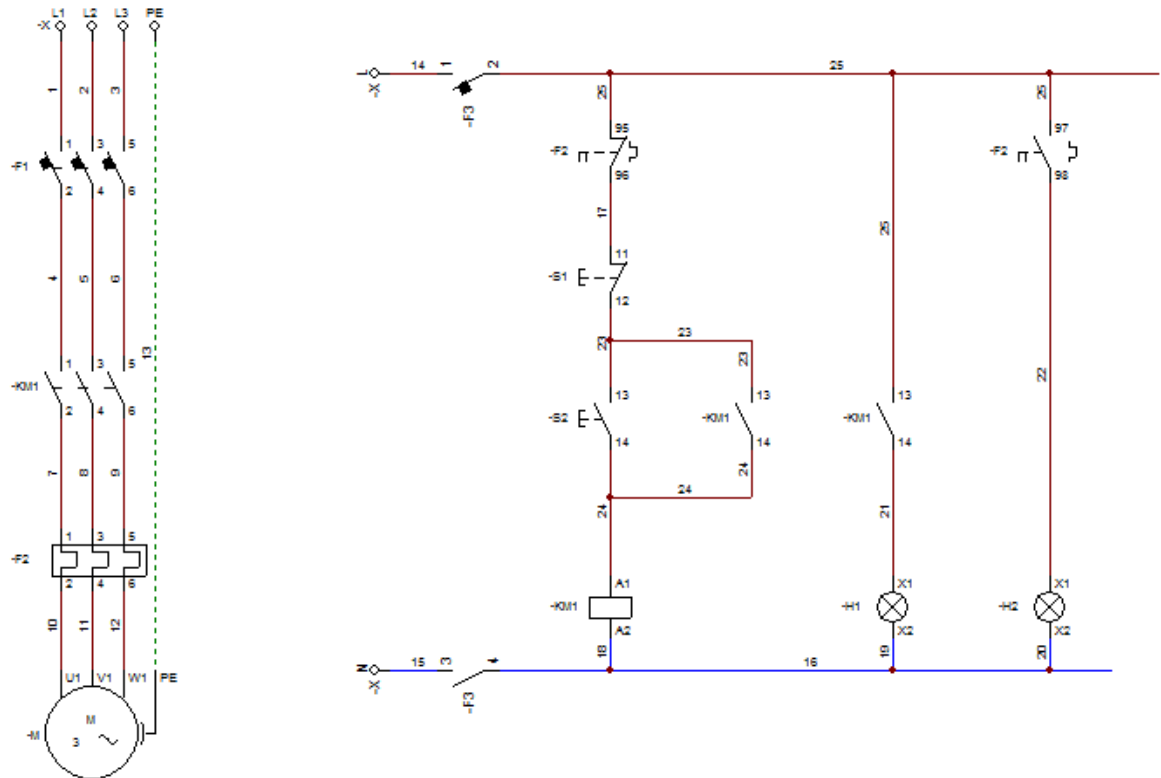 L1 L2 L3 PE
-X
1 2 3
1 3 5
-F1
2 4 6
4 5 6
13
1 3 5
-KM1
2 4 6
7 8 9
1 3 5
-F2
2 4 6
10 11 12
U1 V1 W1 PE
M
-M
3
L 14 1 2 25
-X
-F3
25 25
95 97
-F2 -F2
96 98
17
11
-S1
12
25
23
23 23
22
13 13 13
-S2 -KM1 -KM1
14 14 14
24
24
24 21
A1 X1 X1
-KM1 -H1 -H2
A2 X2 X2
18 19 20
N 15 3 4 16
-X
-F3